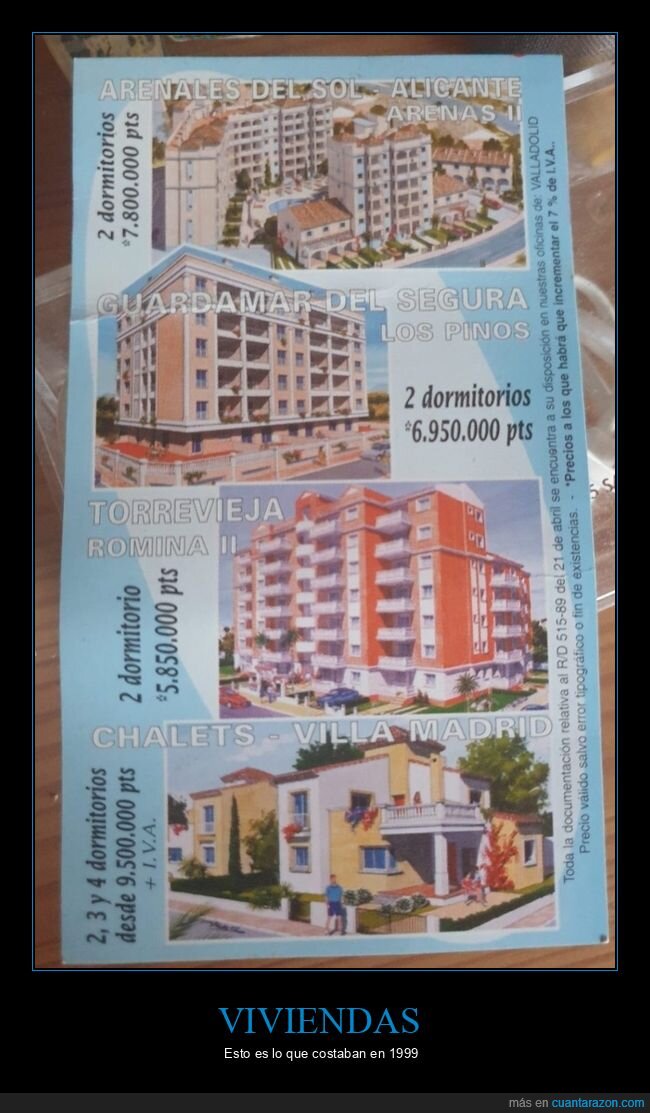 ARENALES DEL SOL - ALICANTE
ARENAS II
2 dormitorios
*7.800.000 pts
GUARDAMAR DEL SEGURA
LOS PINOS
2 dormitorios
*6.950.000 pts
TORREVIEJA
ROMINA II
2 dormitorio
*5.850.000 pts
CHALETS - VILLA MADRID
2, 3 y 4 dormitorios
desde 9.500.000 pts
+ I.V.A.
Toda la documentación relativa al R/D 515-89 del 21 de abril se encuentra a su disposición en nuestras oficinas de: VALLADOLID
Precio válido salvo error tipográfico o fin de existencias. - *Precios a los que habrá que incrementar el 7 % de I.V.A..
VIVIENDAS
Esto es lo que costaban en 1999
más en cuantarazon.com